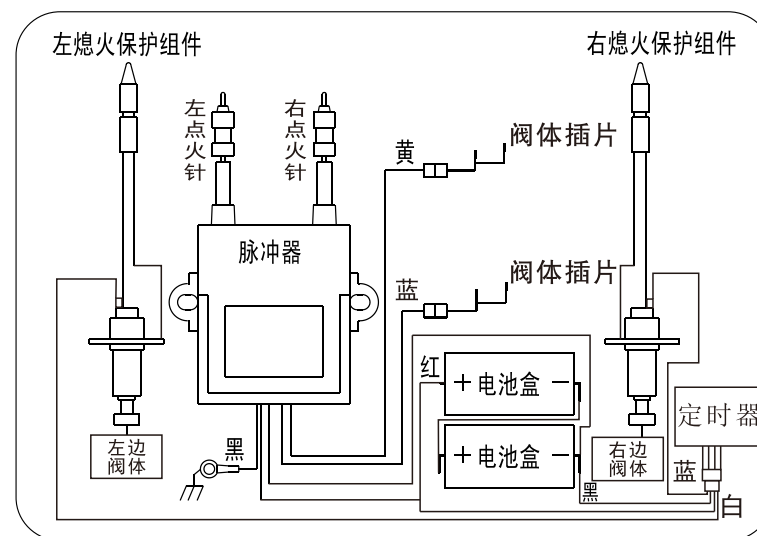 左熄火保护组件
右熄火保护组件
左点火针
右点火针
黄
阀体插片
脉冲器
蓝
阀体插片
红
+ 电池盒 −
定时器
黑
左边
阀体
+ 电池盒 −
右边
阀体
蓝
黑
白